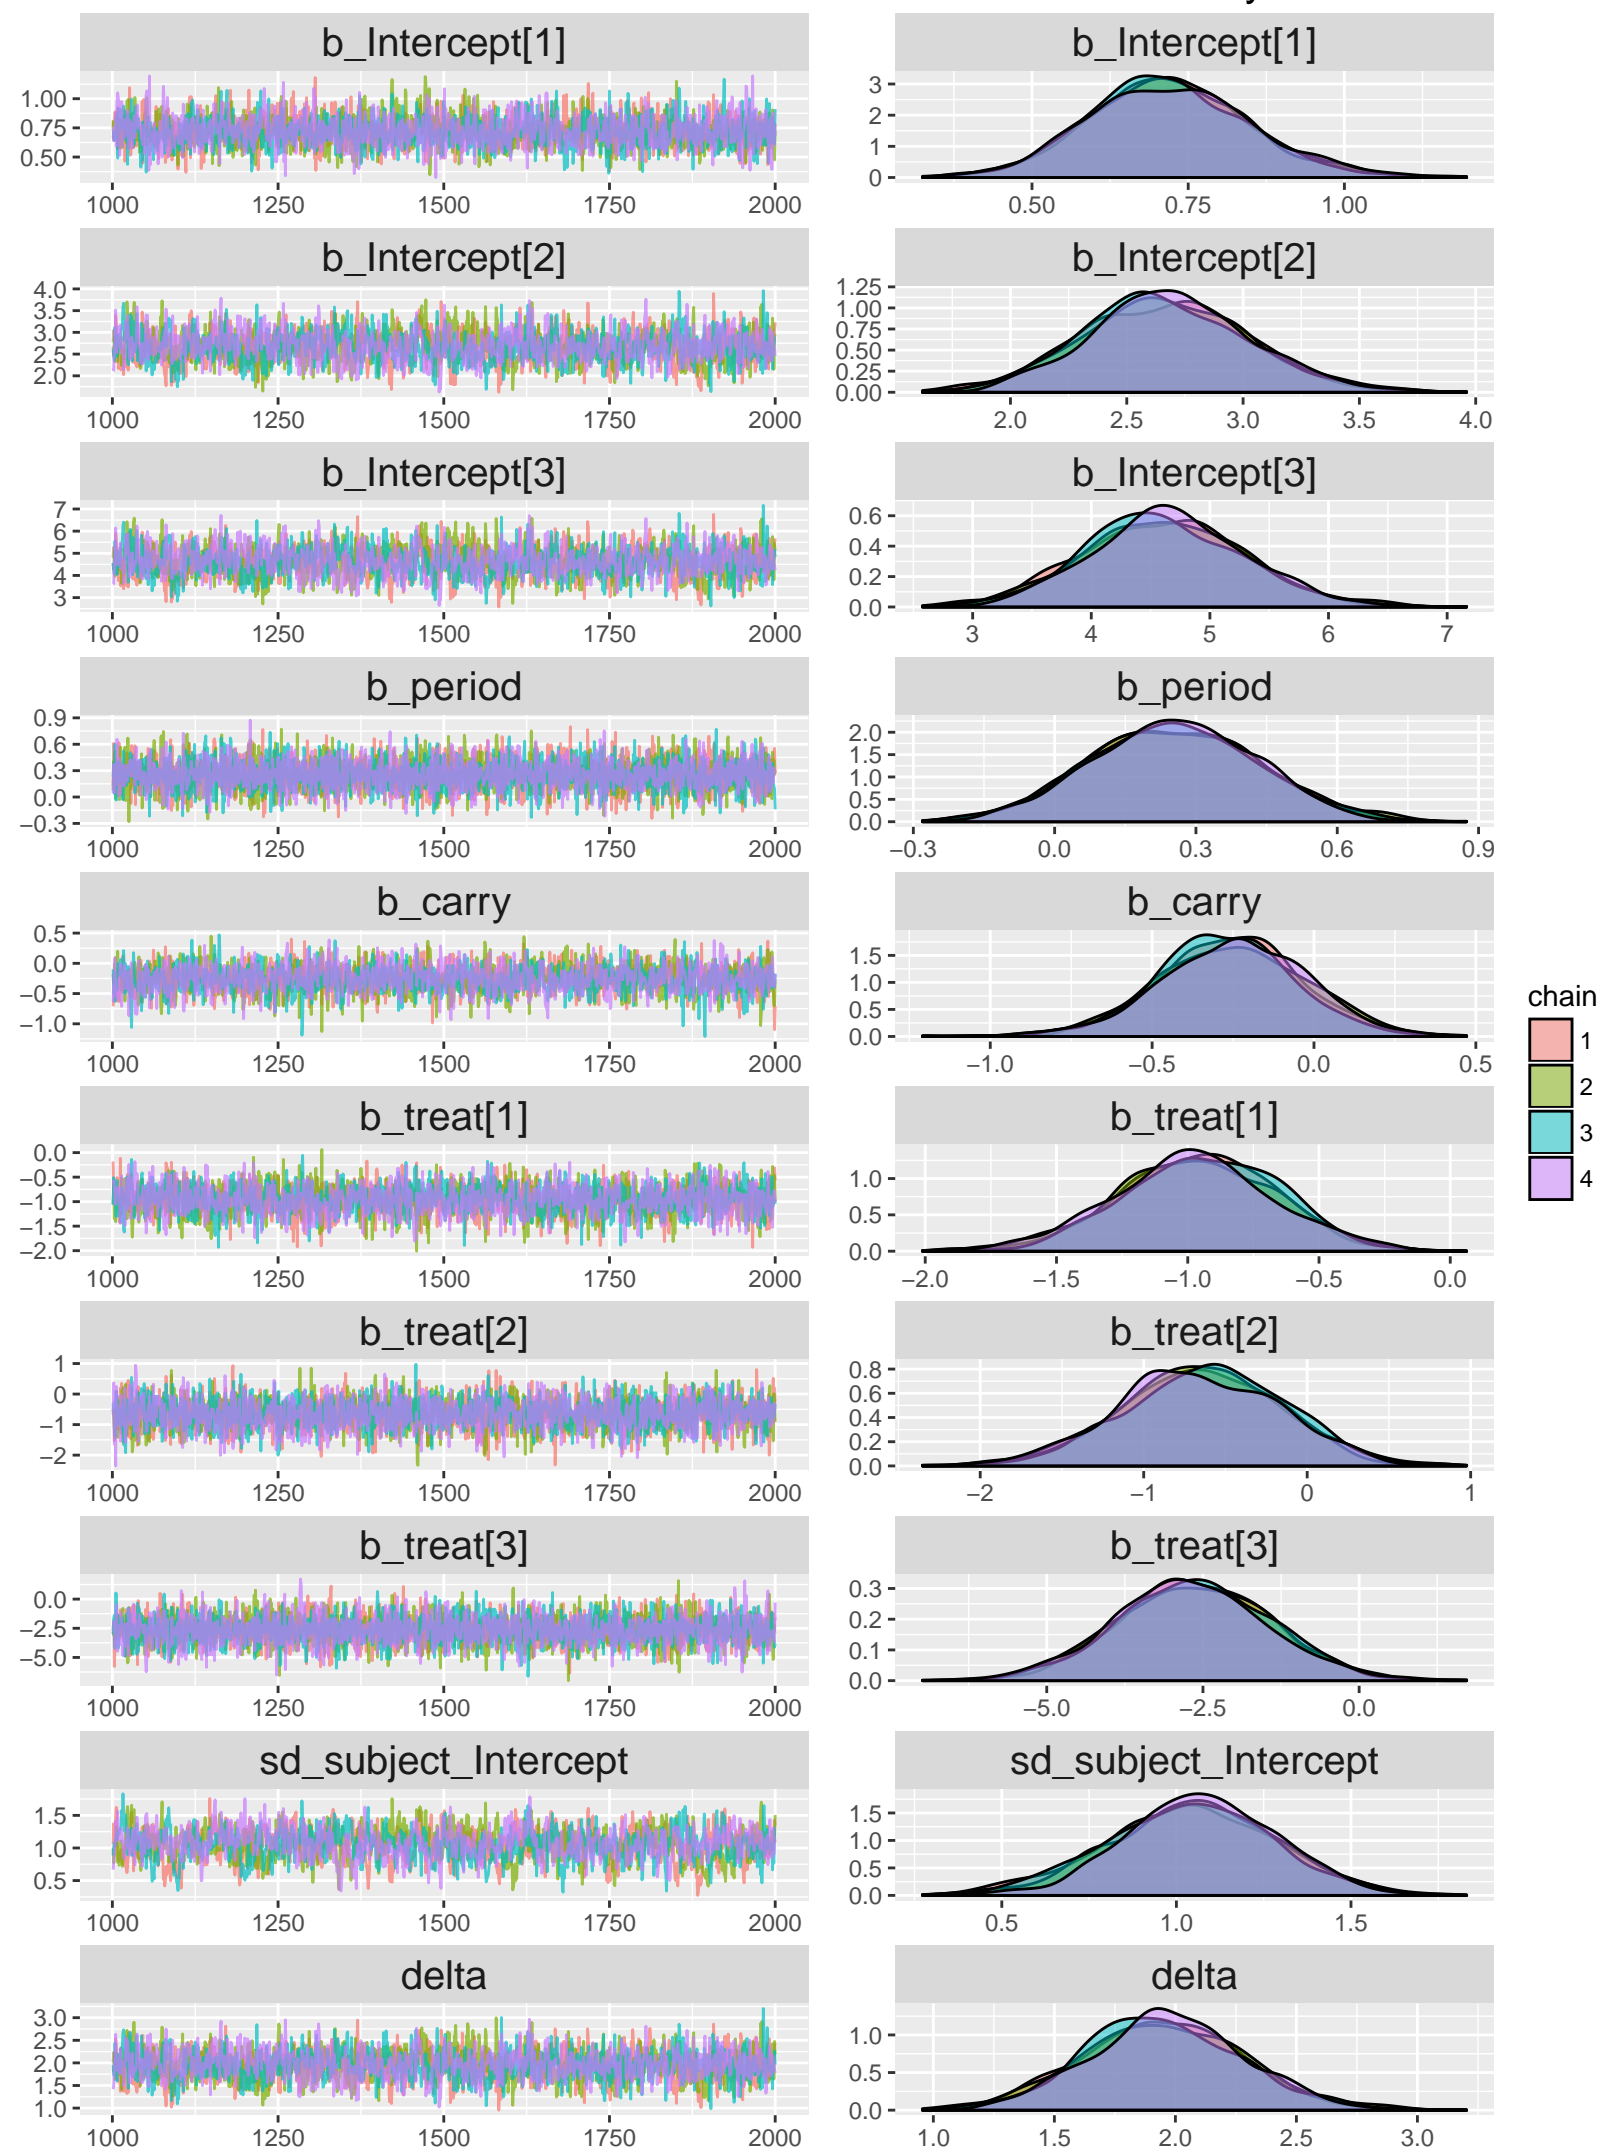 b_Intercept[1] b_Intercept[1]
1.00
0.75
0.50
1000 1250 1500 1750 2000
3
2
1
0
0.50 0.75 1.00
b_Intercept[2] b_Intercept[2]
4.0
3.5
3.0
2.5
2.0
1000 1250 1500 1750 2000
1.25
1.00
0.75
0.50
0.25
0.00
2.0 2.5 3.0 3.5 4.0
b_Intercept[3] b_Intercept[3]
7
6
5
4
3
1000 1250 1500 1750 2000
0.6
0.4
0.2
0.0
3 4 5 6 7
b_period b_period
0.9
0.6
0.3
0.0
−0.3
1000 1250 1500 1750 2000
2.0
1.5
1.0
0.5
0.0
−0.3 0.0 0.3 0.6 0.9
b_carry b_carry
0.5
0.0
−0.5
−1.0
1000 1250 1500 1750 2000
1.5
1.0
0.5
0.0
−1.0 −0.5 0.0 0.5
b_treat[1] b_treat[1]
0.0
−0.5
−1.0
−1.5
−2.0
1000 1250 1500 1750 2000
1.0
0.5
0.0
−2.0 −1.5 −1.0 −0.5 0.0
b_treat[2] b_treat[2]
1
0
−1
−2
1000 1250 1500 1750 2000
0.8
0.6
0.4
0.2
0.0
−2 −1 0 1
b_treat[3] b_treat[3]
0.0
−2.5
−5.0
1000 1250 1500 1750 2000
0.3
0.2
0.1
0.0
−5.0 −2.5 0.0
sd_subject_Intercept sd_subject_Intercept
1.5
1.0
0.5
1000 1250 1500 1750 2000
1.5
1.0
0.5
0.0
0.5 1.0 1.5
delta delta
3.0
2.5
2.0
1.5
1.0
1000 1250 1500 1750 2000
1.0
0.5
0.0
1.0 1.5 2.0 2.5 3.0
chain
1
2
3
4